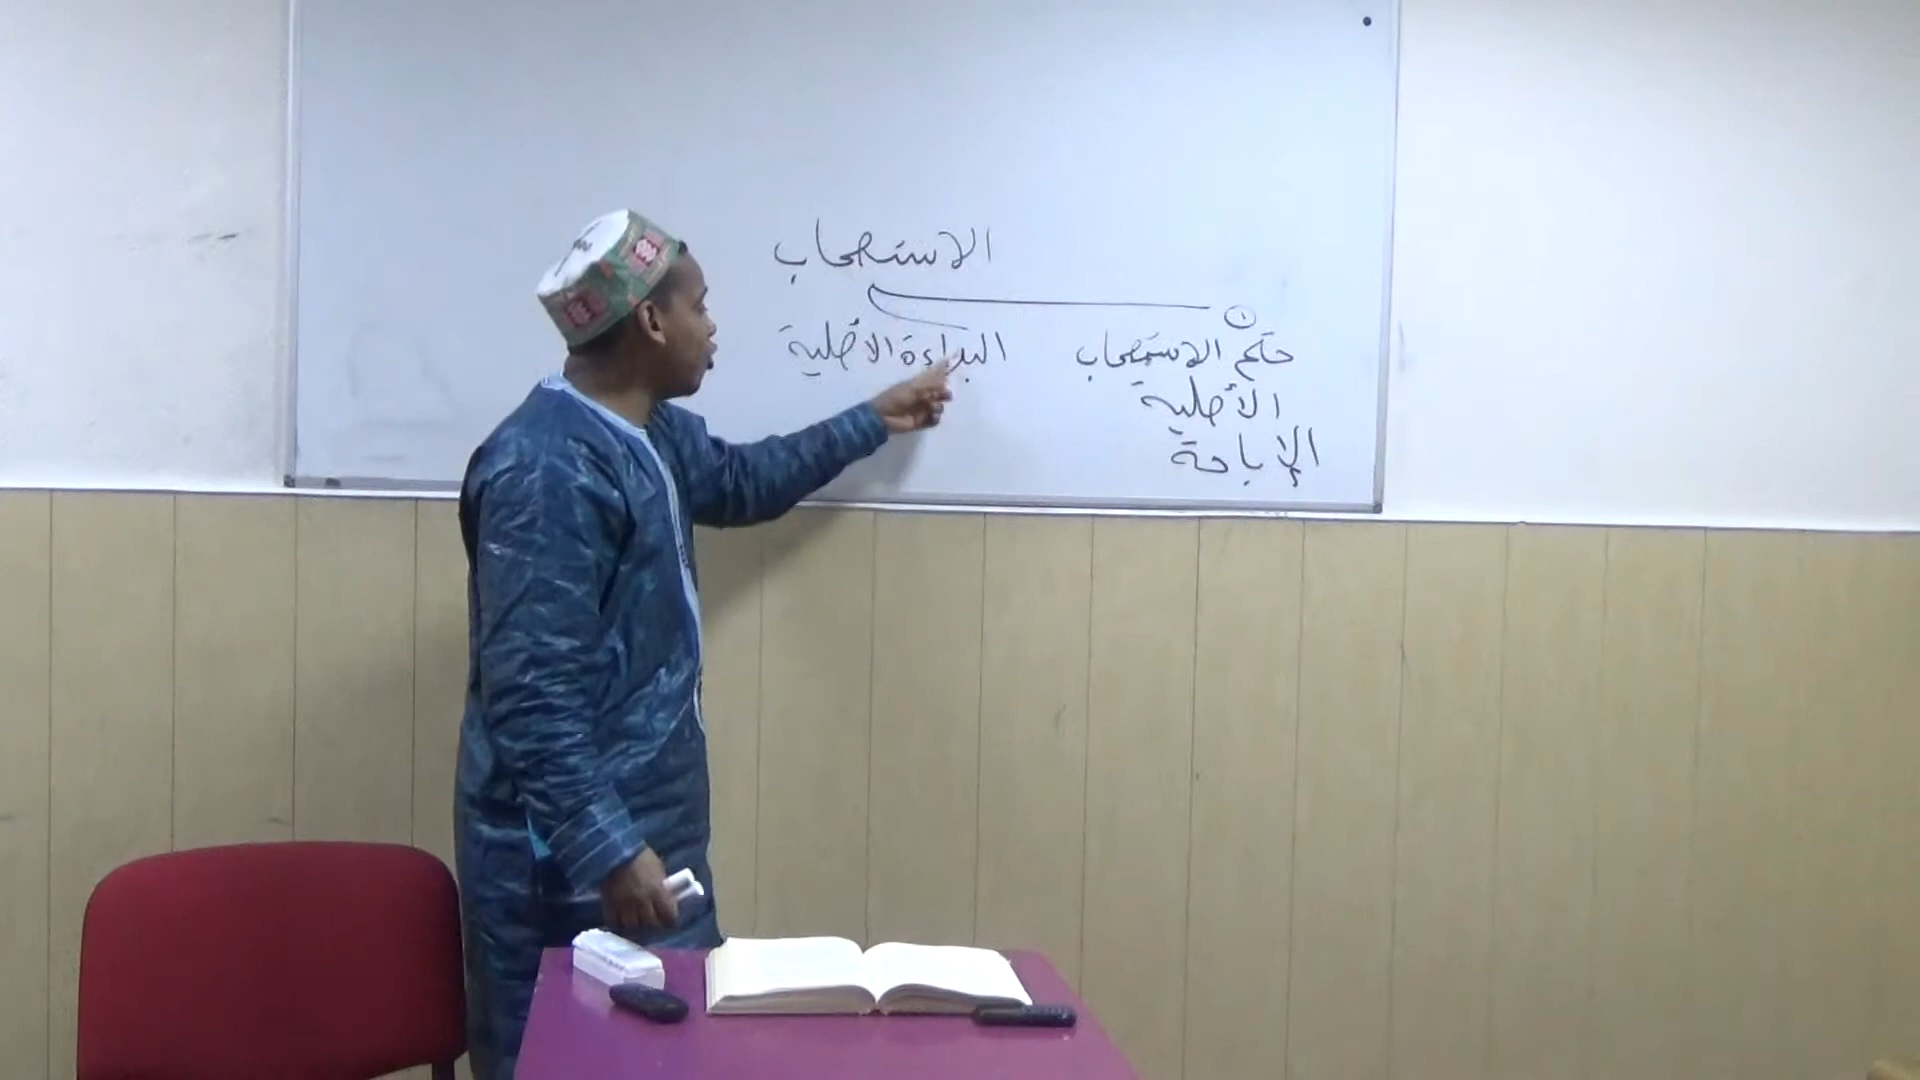 الاستصحاب
١
حكم الاستصحاب
الأصلية
الإباحة
البراءة الأصلية